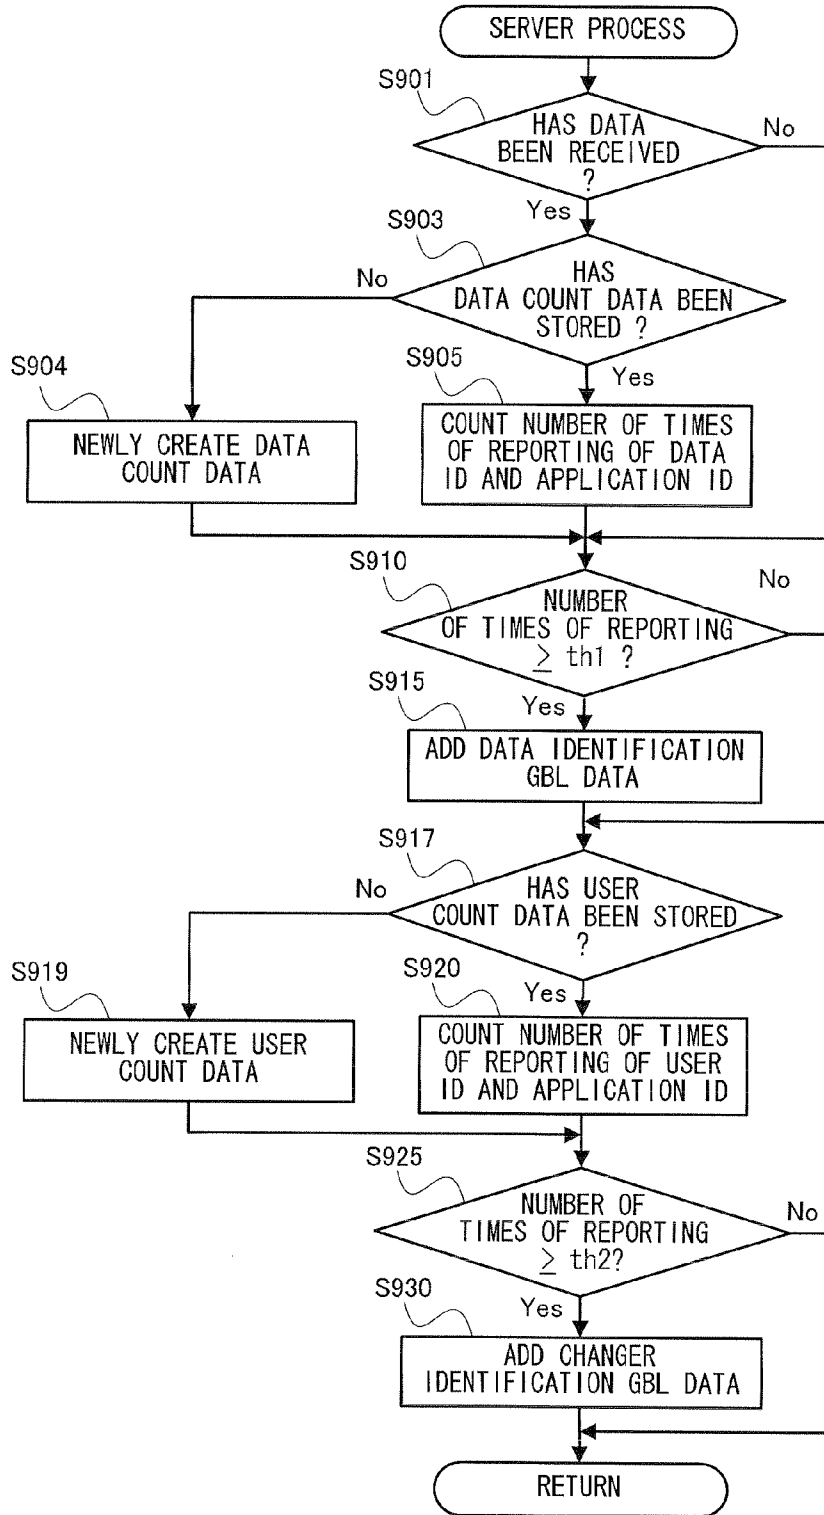 SERVER PROCESS
S901
HAS DATA
BEEN RECEIVED
?
No
Yes
S903
HAS
DATA COUNT DATA BEEN
STORED ?
No
Yes
S904
NEWLY CREATE DATA
COUNT DATA
S905
COUNT NUMBER OF TIMES
OF REPORTING OF DATA
ID AND APPLICATION ID
S910
NUMBER
OF TIMES OF REPORTING
≥ th1 ?
No
Yes
S915
ADD DATA IDENTIFICATION
GBL DATA
S917
HAS USER
COUNT DATA BEEN STORED
?
No
Yes
S919
NEWLY CREATE USER
COUNT DATA
S920
COUNT NUMBER OF TIMES
OF REPORTING OF USER
ID AND APPLICATION ID
S925
NUMBER OF
TIMES OF REPORTING
≥ th2?
No
Yes
S930
ADD CHANGER
IDENTIFICATION GBL DATA
RETURN